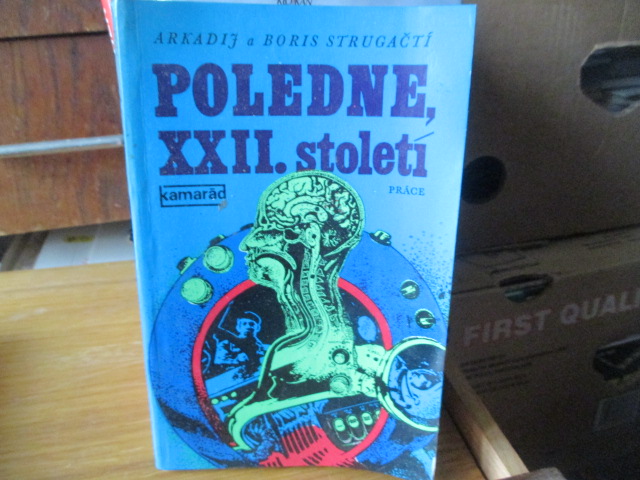 ARKADIJ a BORIS STRUGAČTÍ
POLEDNE,
XXII. století
kamarád
PRÁCE
FIRST QUALI